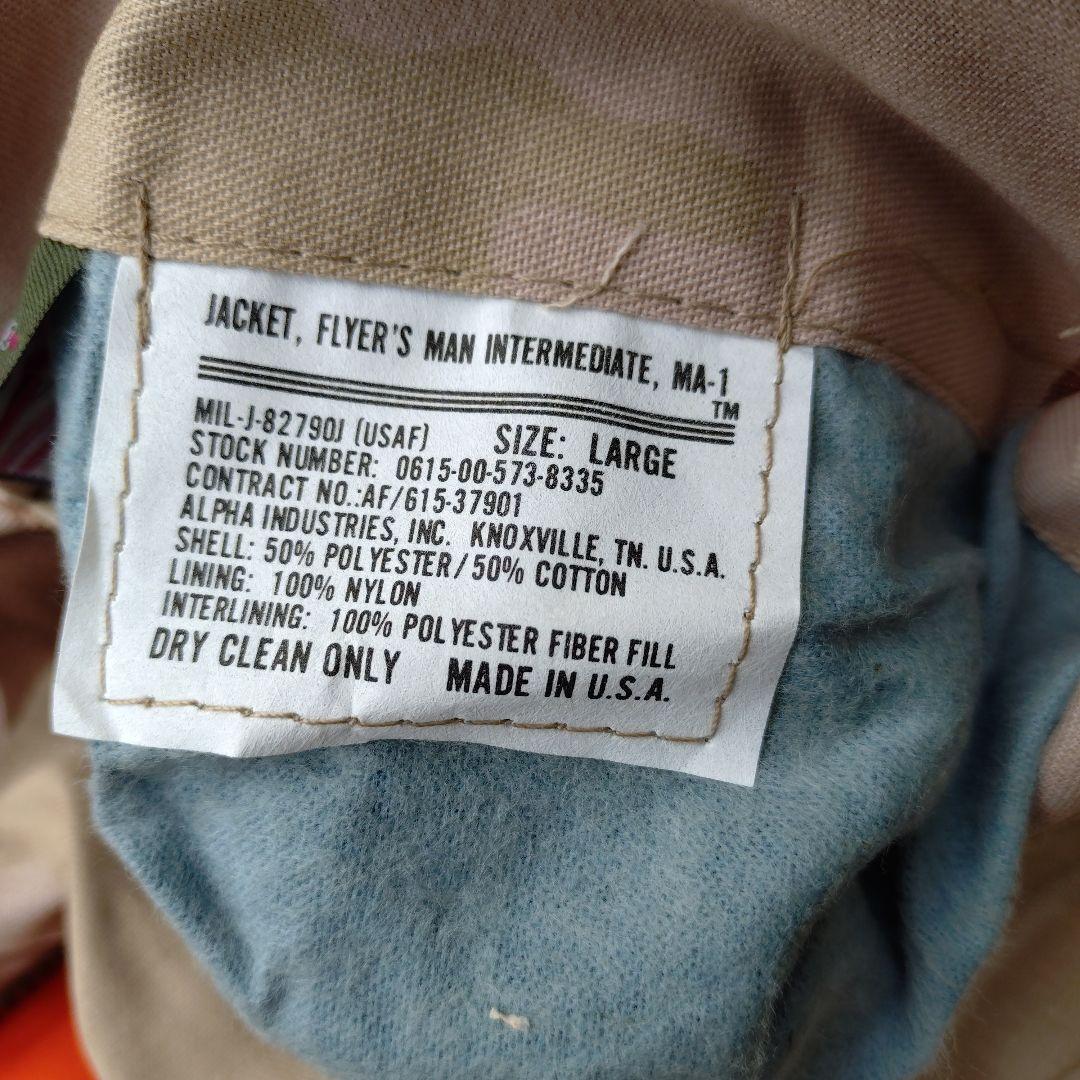 JACKET, FLYER'S MAN INTERMEDIATE, MA-1
TM
MIL-J-82790J (USAF) SIZE: LARGE
STOCK NUMBER: 0615-00-573-8335
CONTRACT NO.:AF/615-37901
ALPHA INDUSTRIES, INC. KNOXVILLE, TN. U.S.A.
SHELL: 50% POLYESTER/50% COTTON
LINING: 100% NYLON
INTERLINING: 100% POLYESTER FIBER FILL
DRY CLEAN ONLY MADE IN U.S.A.